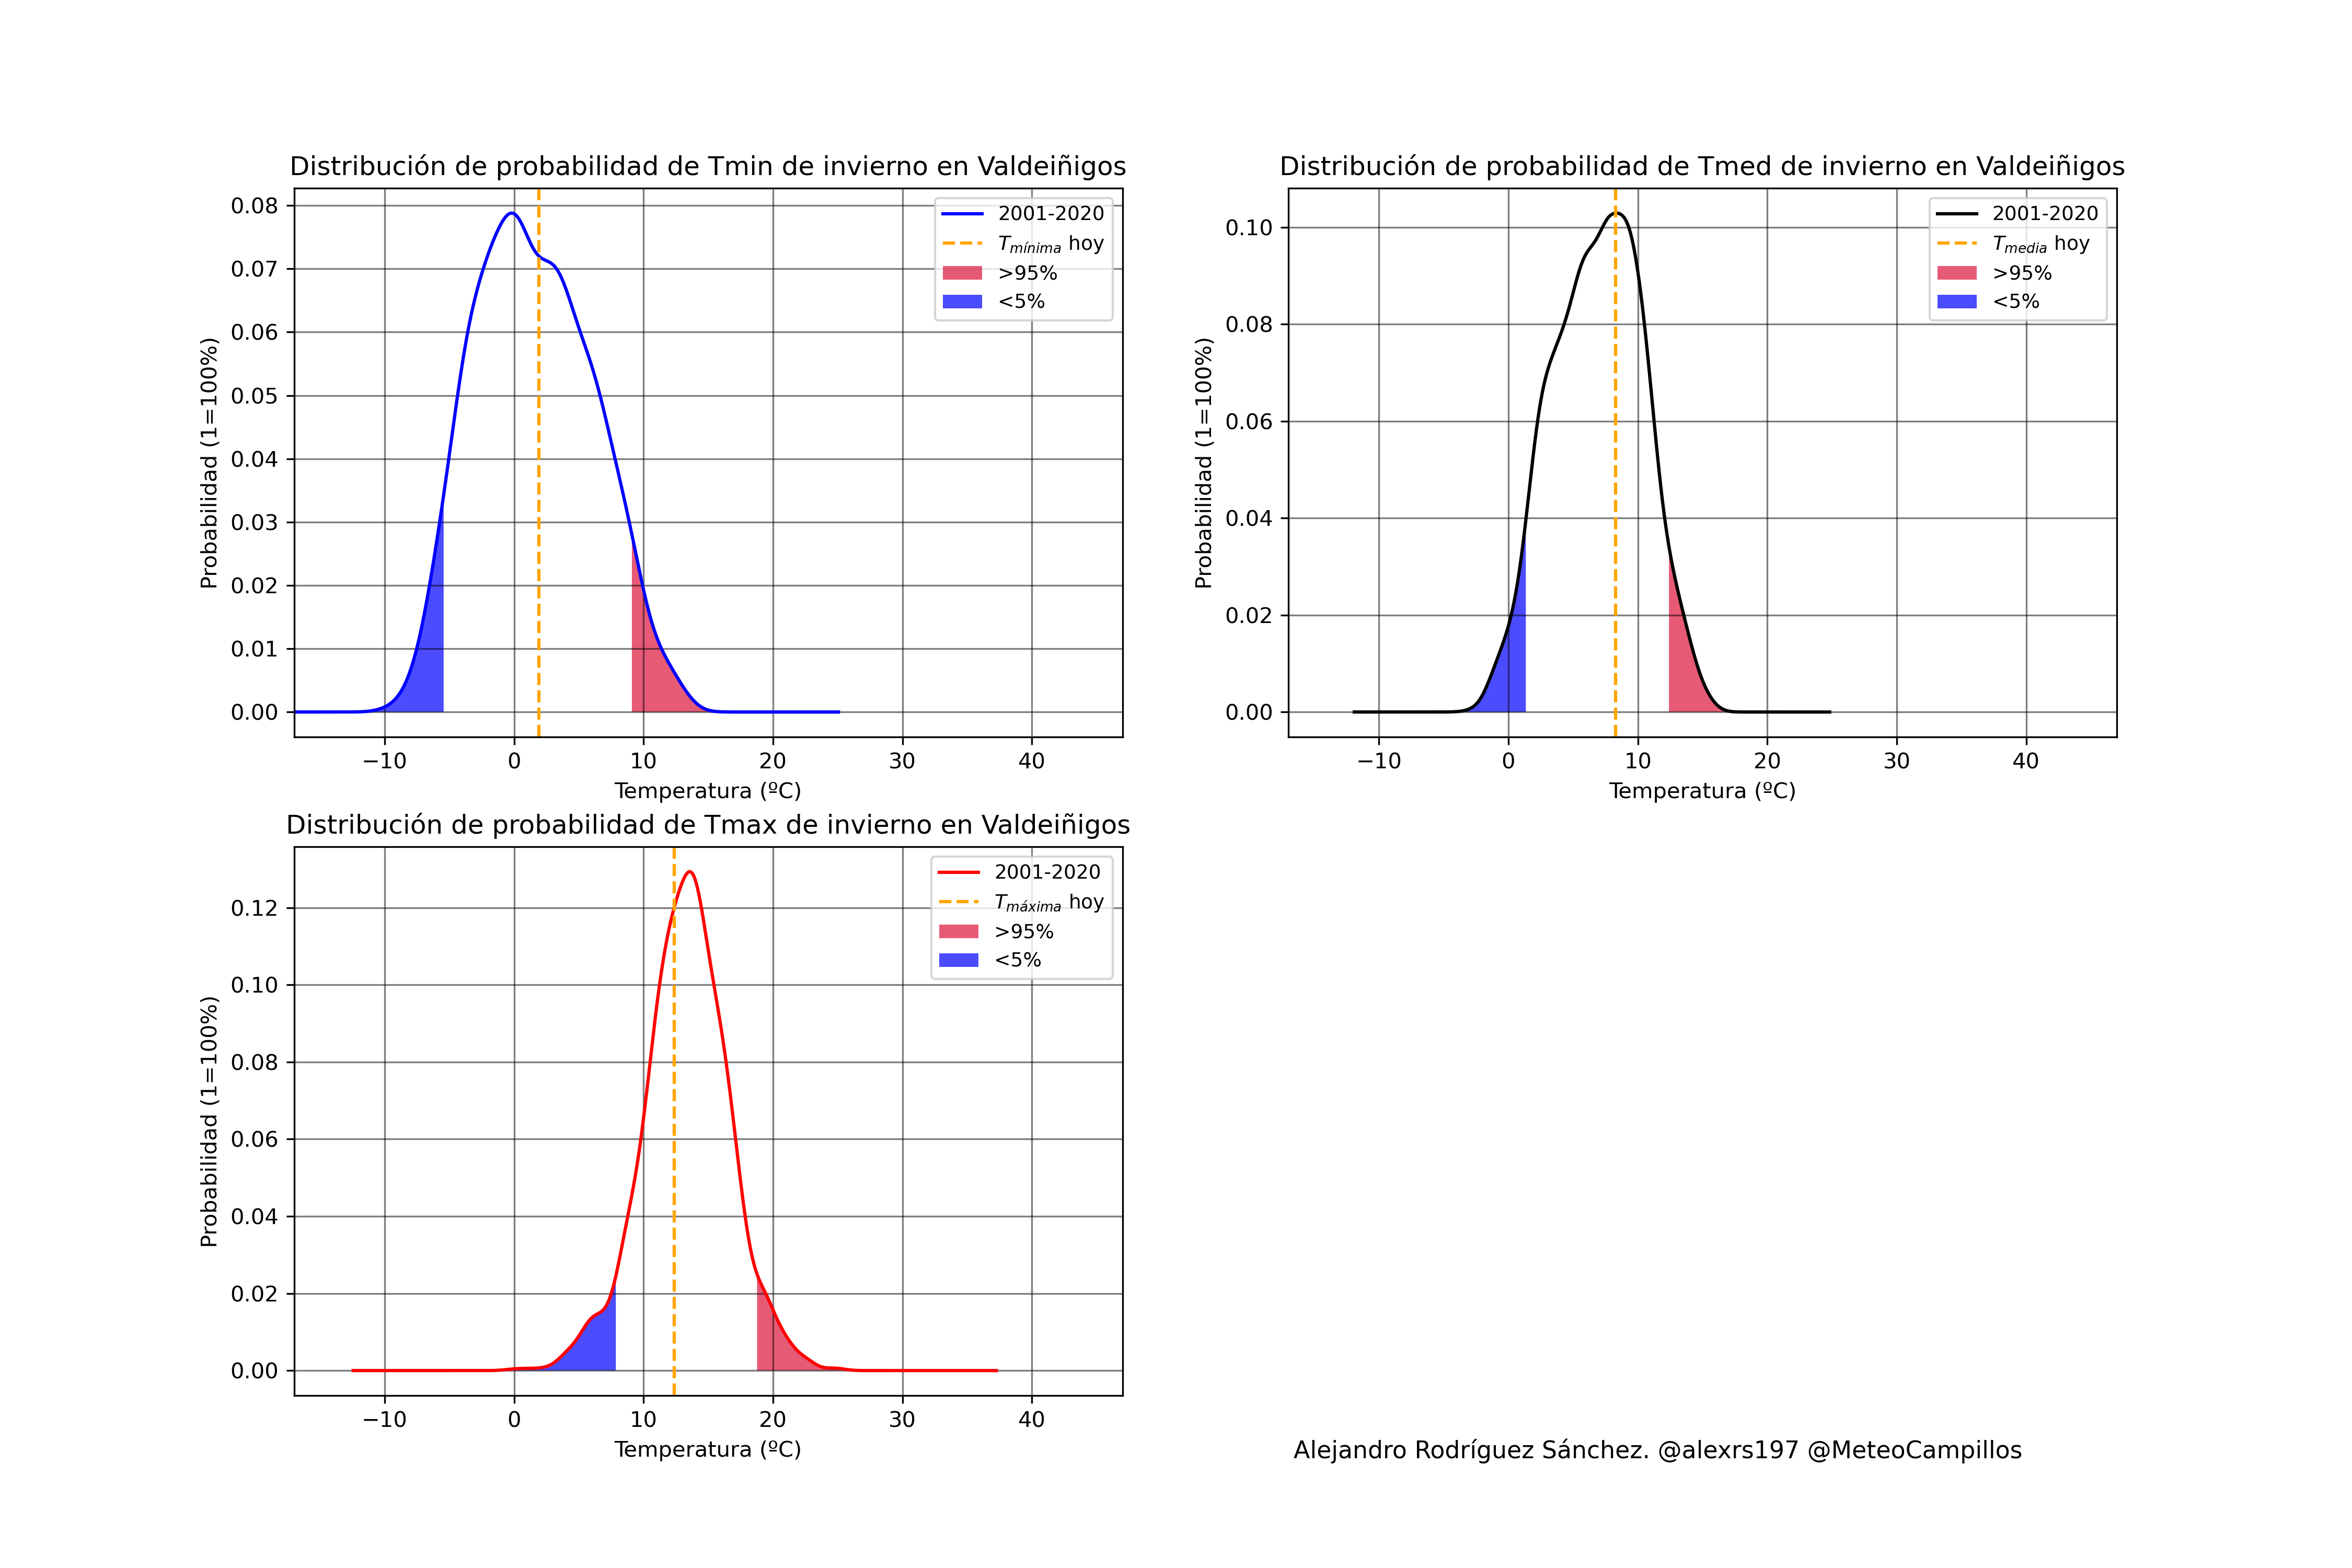 Distribución de probabilidad de Tmin de invierno en Valdeiñigos
0.08
0.07
0.06
0.05
0.04
0.03
0.02
0.01
0.00
Probabilidad (1=100%)
−10 0 10 20 30 40
Temperatura (ºC)
2001-2020
Tmínima hoy
>95%
<5%
Distribución de probabilidad de Tmed de invierno en Valdeiñigos
0.10
0.08
0.06
0.04
0.02
0.00
Probabilidad (1=100%)
−10 0 10 20 30 40
Temperatura (ºC)
2001-2020
Tmedia hoy
>95%
<5%
Distribución de probabilidad de Tmax de invierno en Valdeiñigos
0.12
0.10
0.08
0.06
0.04
0.02
0.00
Probabilidad (1=100%)
−10 0 10 20 30 40
Temperatura (ºC)
2001-2020
Tmáxima hoy
>95%
<5%
Alejandro Rodríguez Sánchez. @alexrs197 @MeteoCampillos